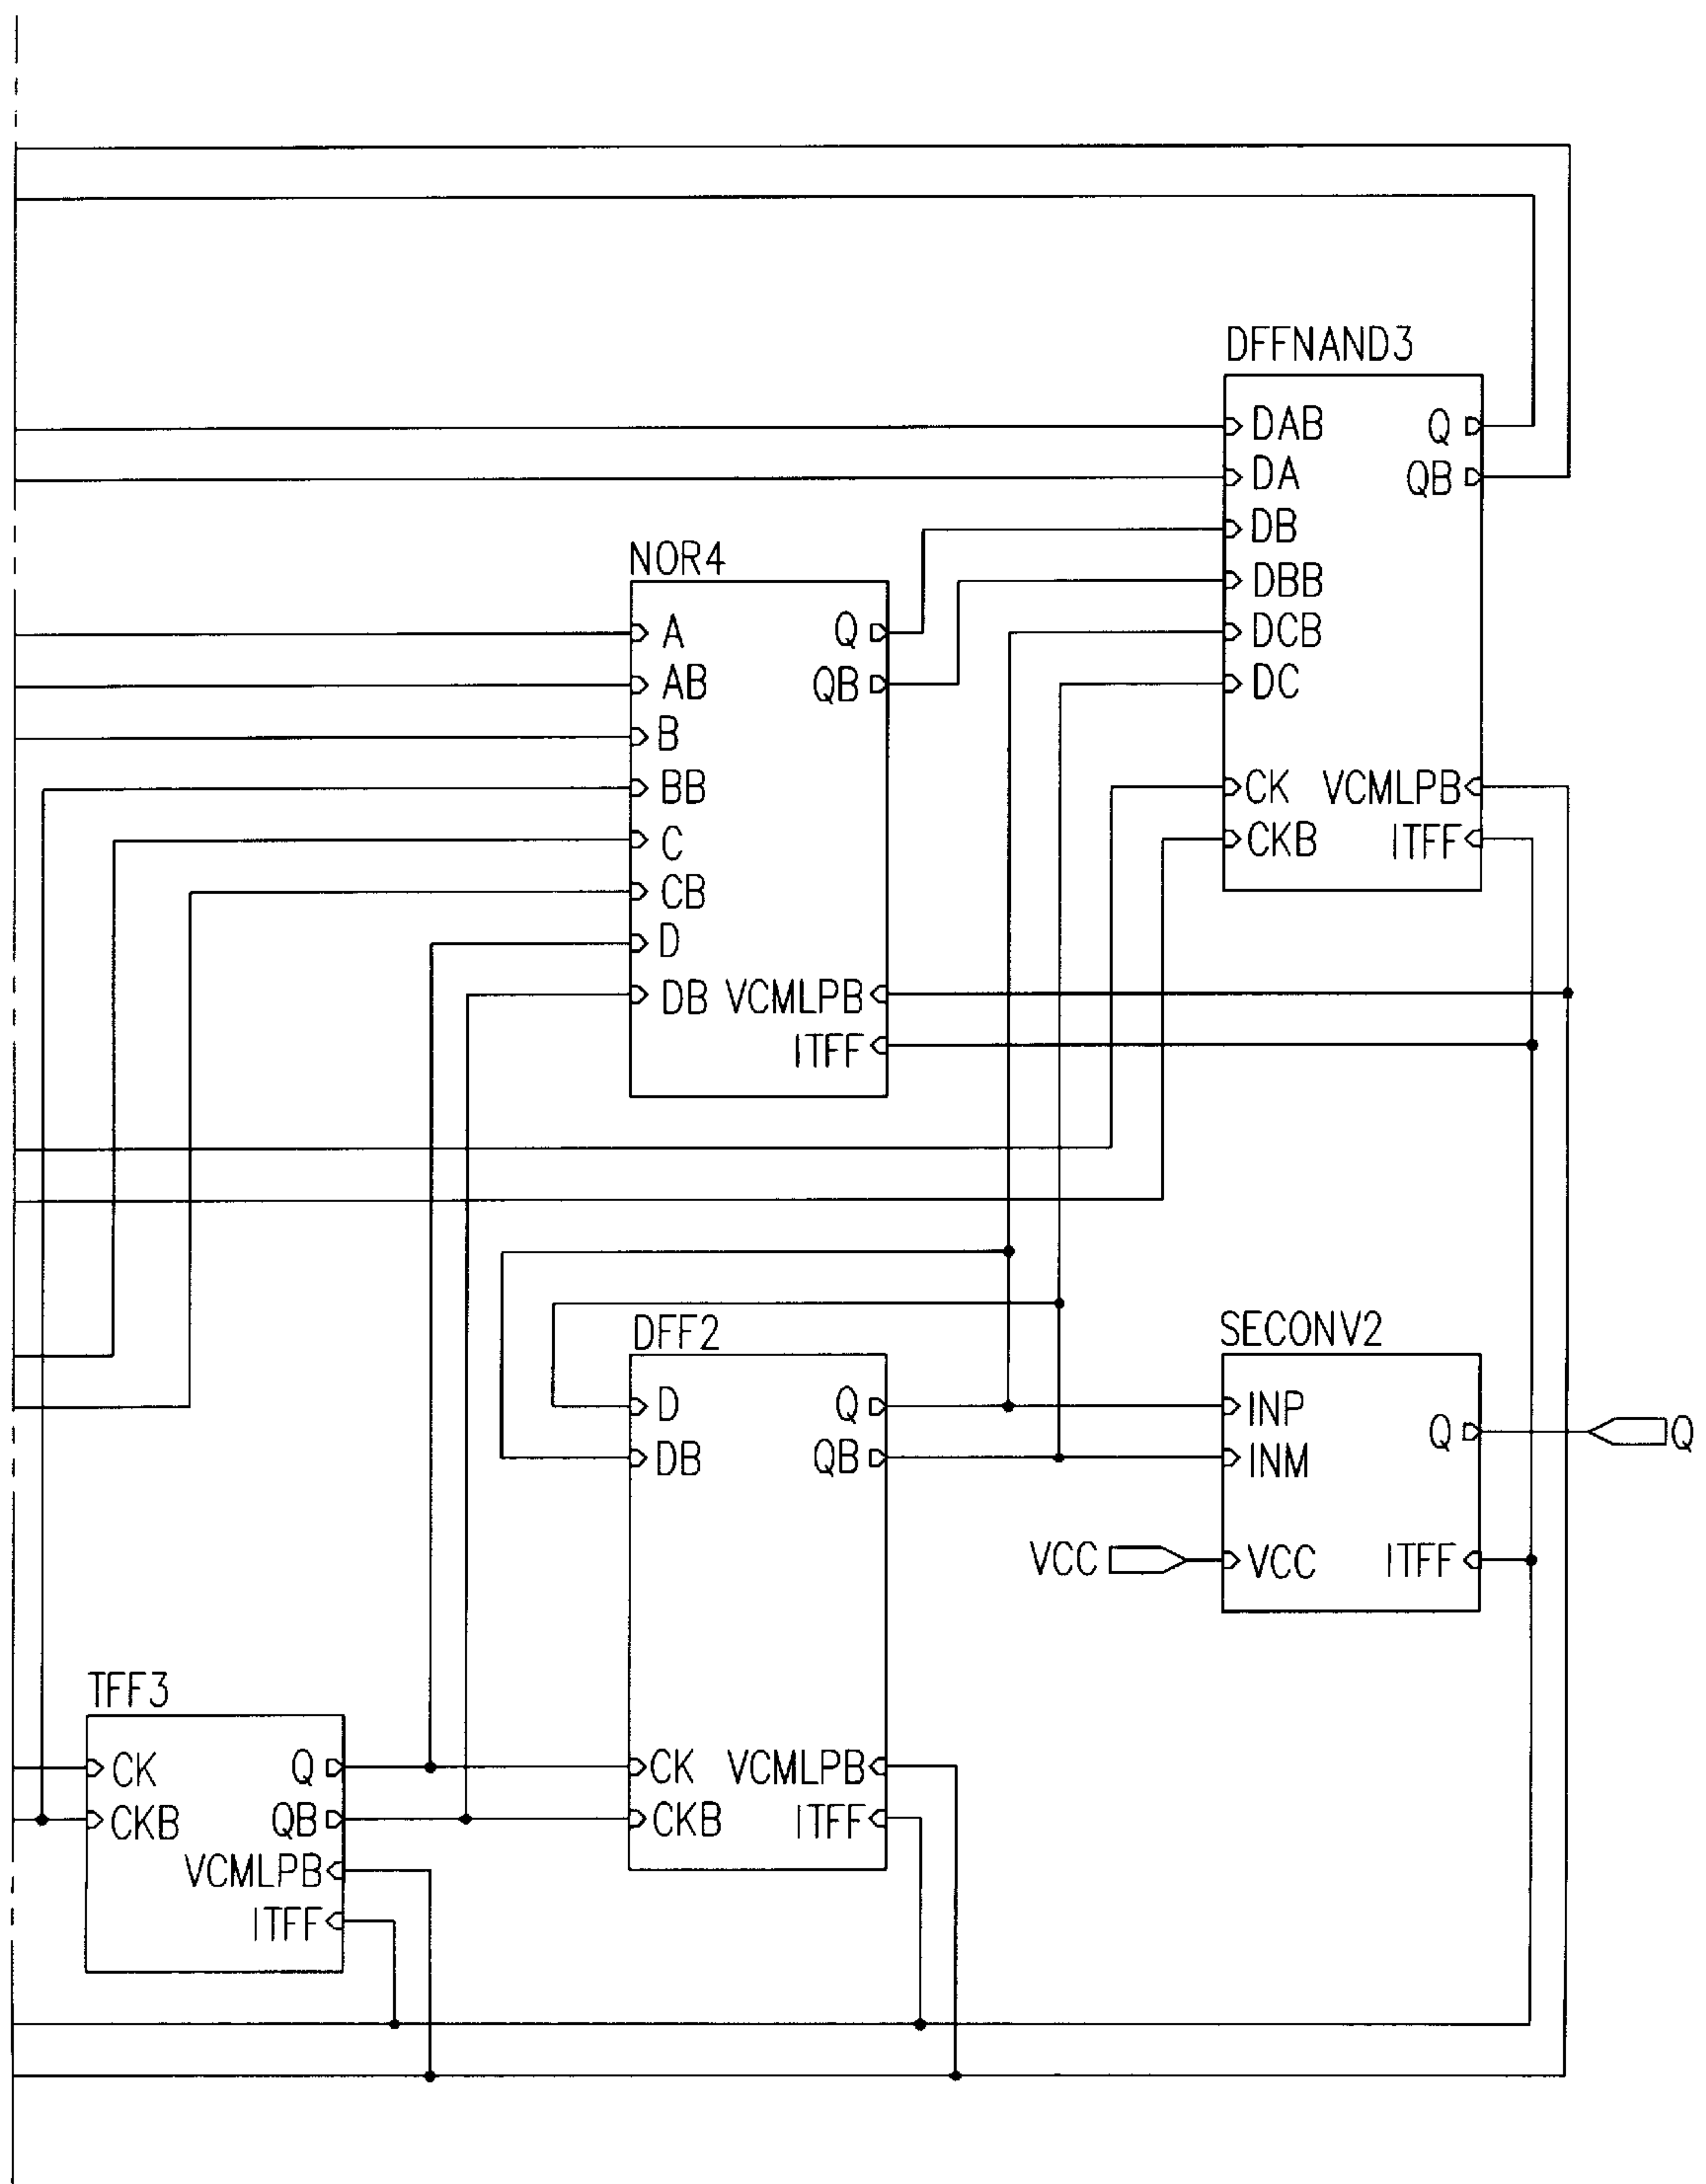 DFFNAND3
DAB Q
DA QB
DB
DBB
DCB
DC
CK VCMLPB
CKB ITFF
NOR4
A Q
AB QB
B
BB
C
CB
D
DB VCMLPB
ITFF
DFF2
D Q
DB QB
CK VCMLPB
CKB ITFF
SECONV2
INP Q
INM
VCC ITFF
VCC
Q
TFF3
CK Q
CKB QB
VCMLPB
ITFF